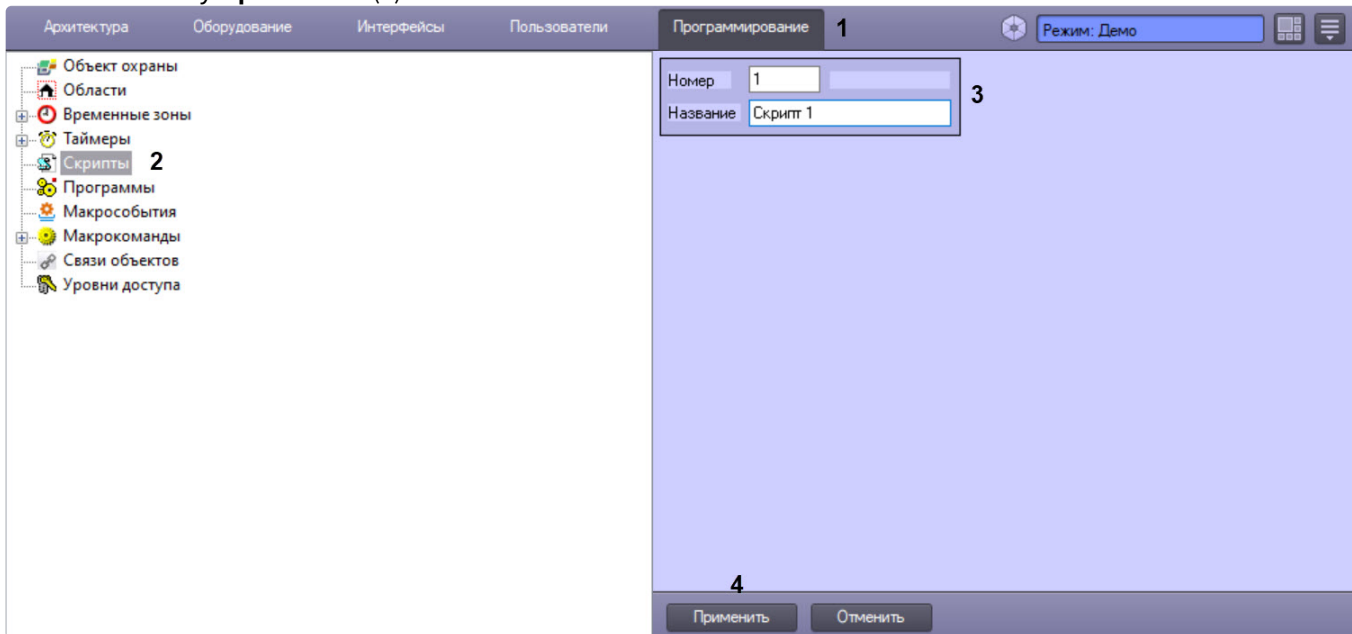 Архитектура Оборудование Интерфейсы Пользователи Программирование 1 Режим: Демо
Объект охраны
Области
Временные зоны
Таймеры
Скрипты 2
Программы
Макрособытия
Макрокоманды
Связи объектов
Уровни доступа
Номер 1
Название Скрипт 1
3
4
Применить Отменить